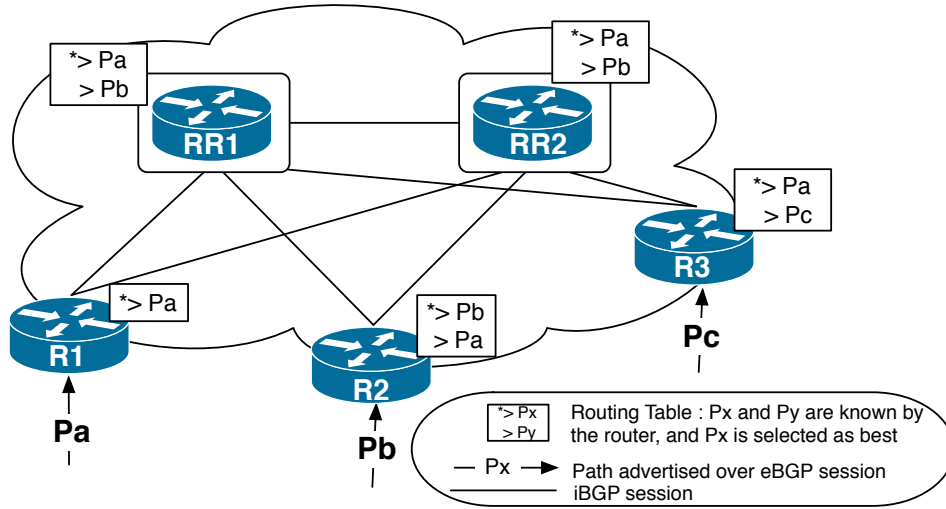 *> Pa
> Pb
*> Pa
> Pb
RR1
RR2
*> Pa
> Pc
R3
*> Pa
*> Pb
> Pa
R1
R2
Pc
Pa
Pb
*> Px
> Py
Routing Table : Px and Py are known by
the router, and Px is selected as best
Px
Path advertised over eBGP session
iBGP session